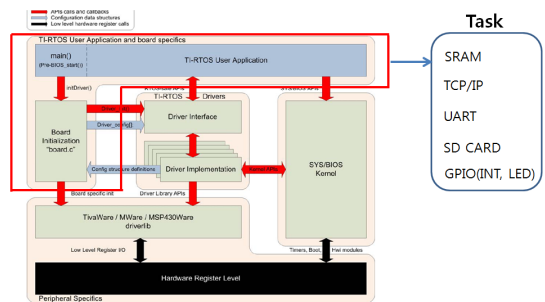 APIs calls and callbacks
Configuration data structures
Low level hardware register calls
TI-RTOS User Application and board specifics
main()
(Pre-BIOS_start())
TI-RTOS User Application
initDriver()
SYS/BIOS APIs
TI-RTOS Drivers
Driver_config[]
Board
Initialization
"board.c"
Driver Interface
Config structure definitions
Driver Implementation
Kernel APIs
SYS/BIOS
Kernel
Board specific init
Driver Library APIs
TivaWare / MWare / MSP430Ware
driverlib
Low Level Register I/O
Timers, Boot,
Hwi modules
Hardware Register Level
Peripheral Specifics
Task
SRAM
TCP/IP
UART
SD CARD
GPIO(INT, LED)